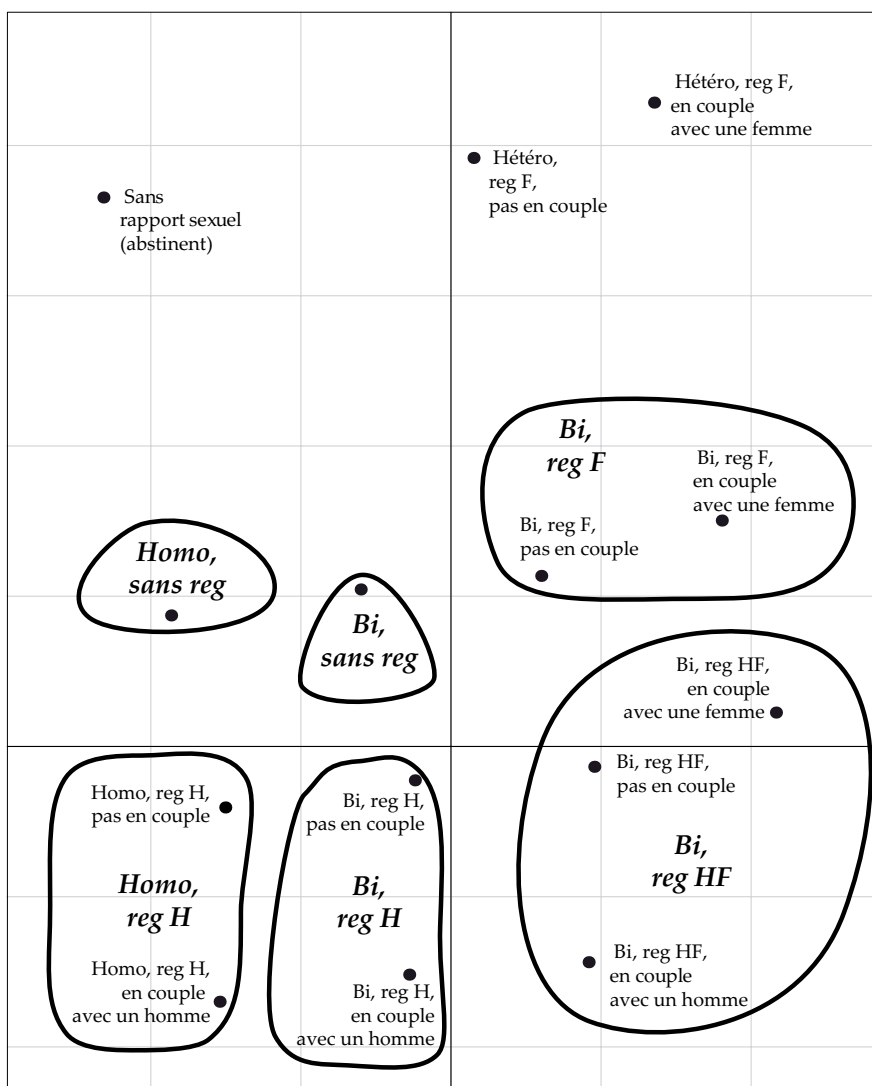 Hétéro, reg F,
en couple
avec une femme
Hétéro,
reg F,
pas en couple
Sans
rapport sexuel
(abstinent)
Bi,
reg F
Bi, reg F,
en couple
avec une femme
Bi, reg F,
pas en couple
Homo,
sans reg
Bi,
sans reg
Bi, reg HF,
en couple
avec une femme
Bi, reg HF,
pas en couple
Homo, reg H,
pas en couple
Bi, reg H,
pas en couple
Bi,
reg HF
Homo,
reg H
Bi,
reg H
Bi, reg HF,
en couple
avec un homme
Homo, reg H,
en couple
avec un homme
Bi, reg H,
en couple
avec un homme